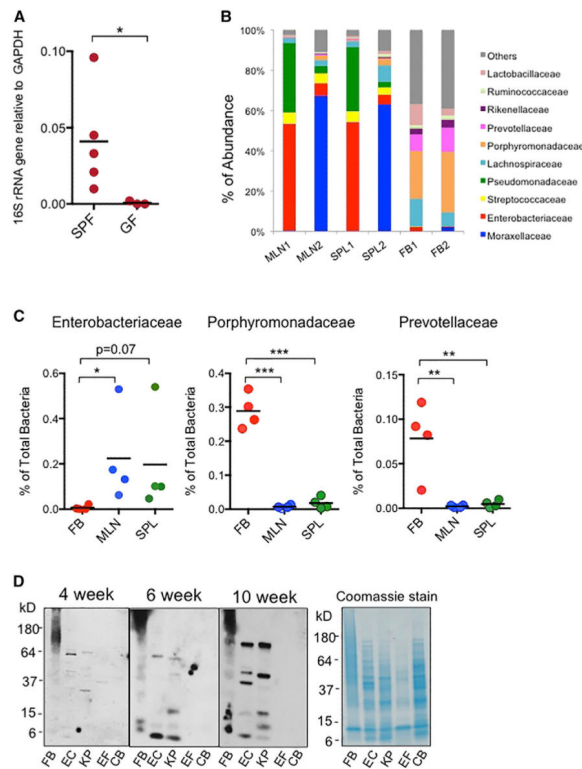 A
*
16S rRNA gene relative to GAPDH
0.10
0.05
0.00
SPF
GF
B
% of Abundance
100%
80%
60%
40%
20%
0%
MLN1
MLN2
SPL1
SPL2
FB1
FB2
Others
Lactobacillaceae
Ruminococcaceae
Rikenellaceae
Prevotellaceae
Porphyromonadaceae
Lachnospiraceae
Pseudomonadaceae
Streptococcaceae
Enterobacteriaceae
Moraxellaceae
C
Enterobacteriaceae
p=0.07
*
% of Total Bacteria
0.6
0.4
0.2
0.0
FB
MLN
SPL
Porphyromonadaceae
***
***
% of Total Bacteria
0.4
0.3
0.2
0.1
0.0
FB
MLN
SPL
Prevotellaceae
**
**
% of Total Bacteria
0.15
0.10
0.05
0.00
FB
MLN
SPL
D
4 week
6 week
10 week
Coomassie stain
kD
180
64
37
15
6
FB
EC
KP
EF
CB
FB
EC
KP
EF
CB
FB
EC
KP
EF
CB
kD
180
64
37
15
6
FB
EC
KP
EF
CB